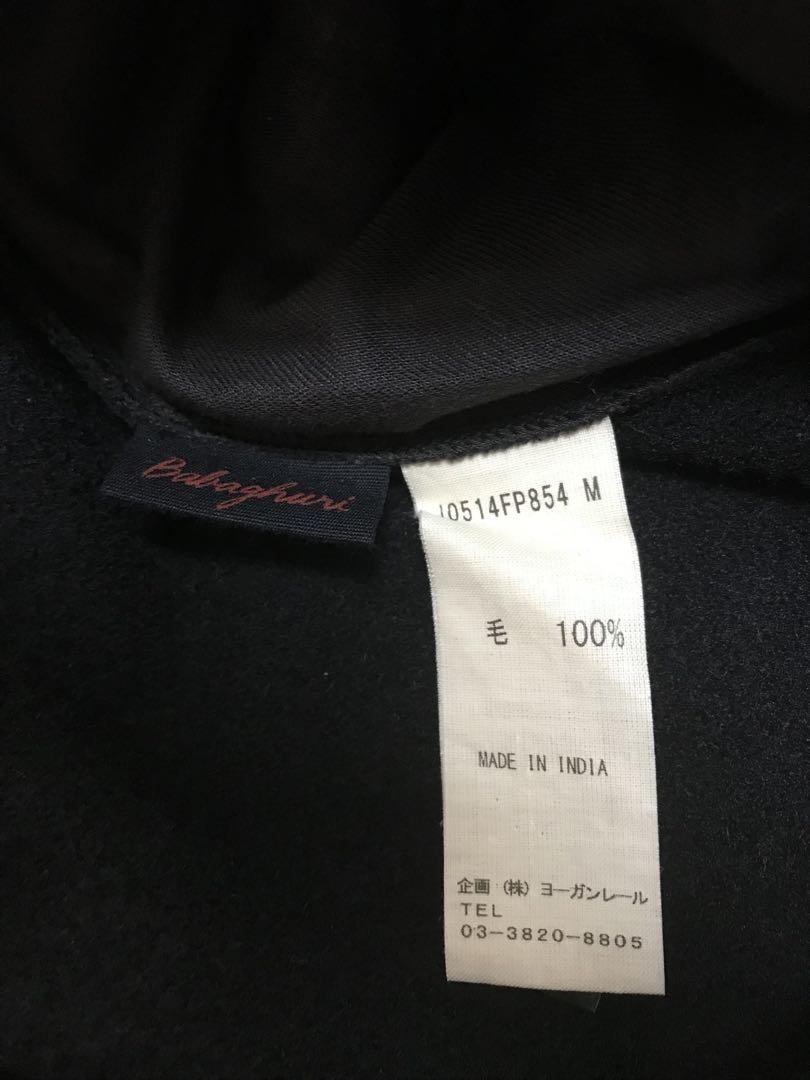 Babaghuri
J0514FP854 M
毛 100%
MADE IN INDIA
企画 (株) ヨーガンレール
TEL
03-3820-8805